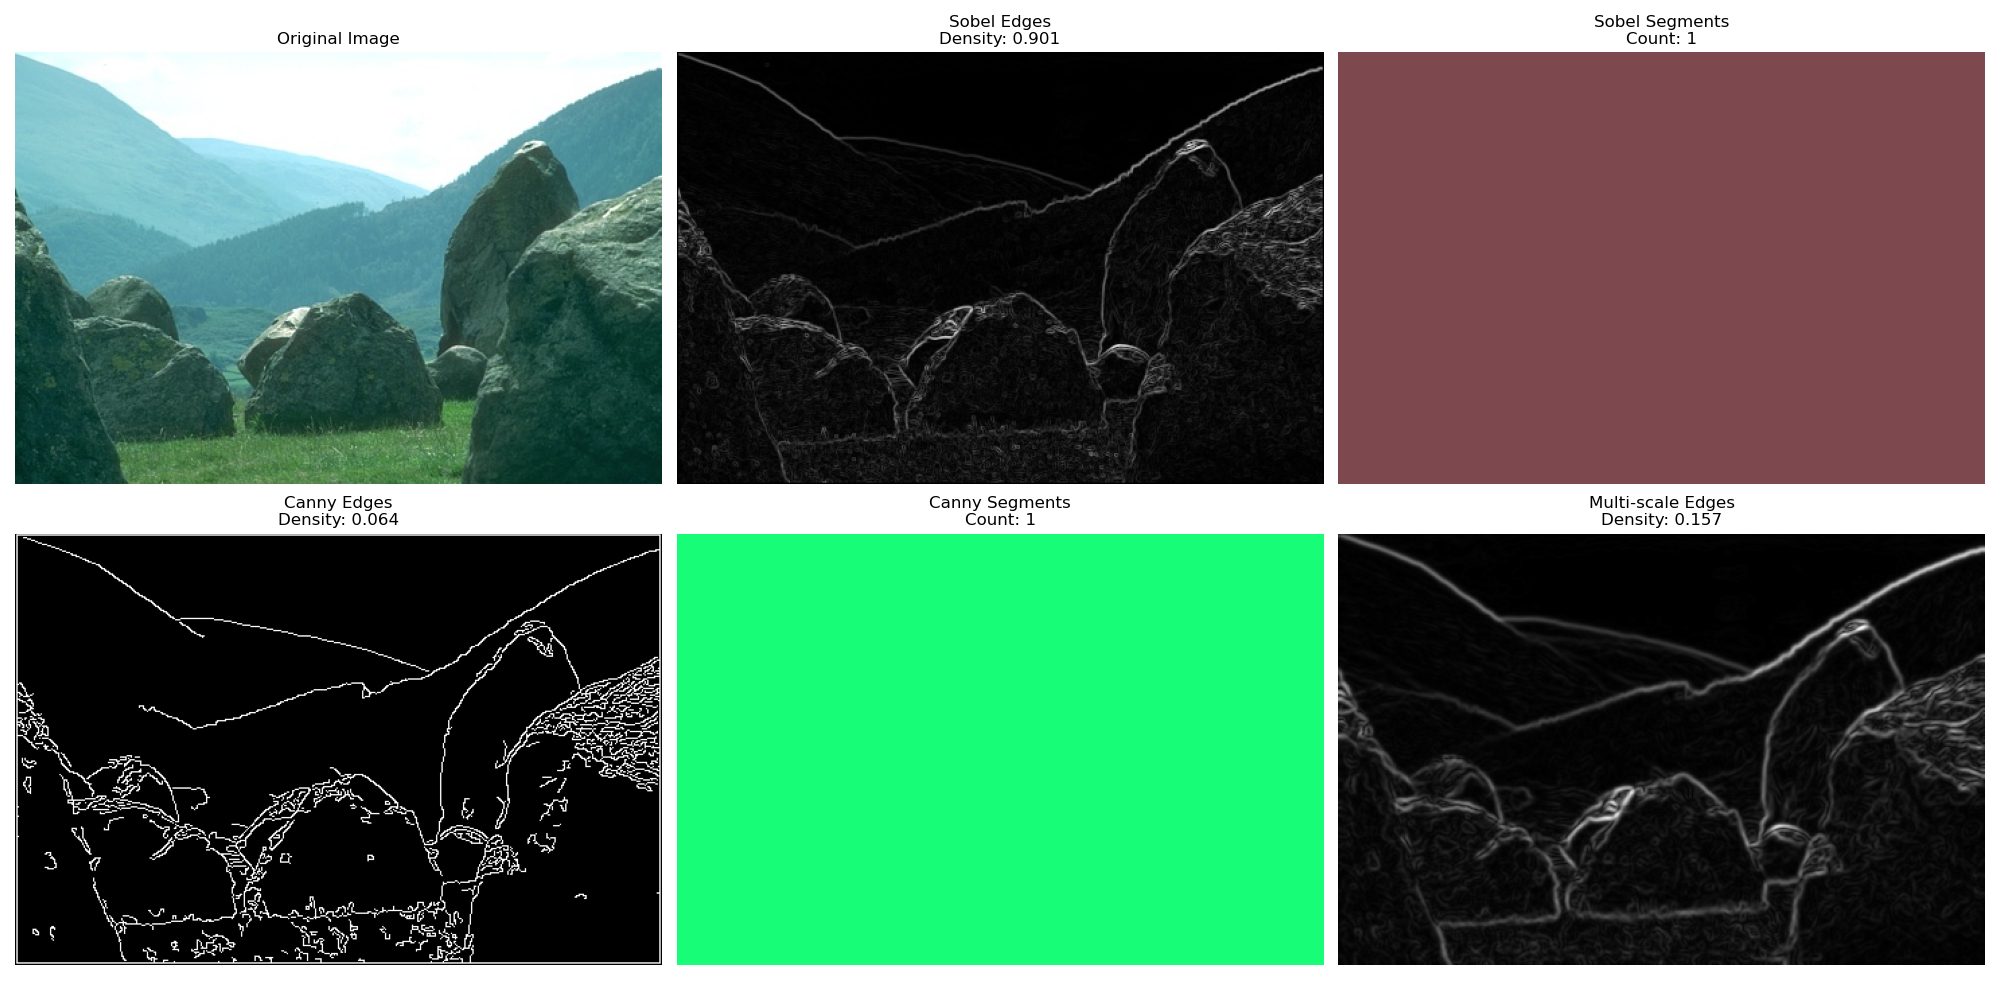 Original Image
Sobel Edges
Density: 0.901
Sobel Segments
Count: 1
Canny Edges
Density: 0.064
Canny Segments
Count: 1
Multi-scale Edges
Density: 0.157